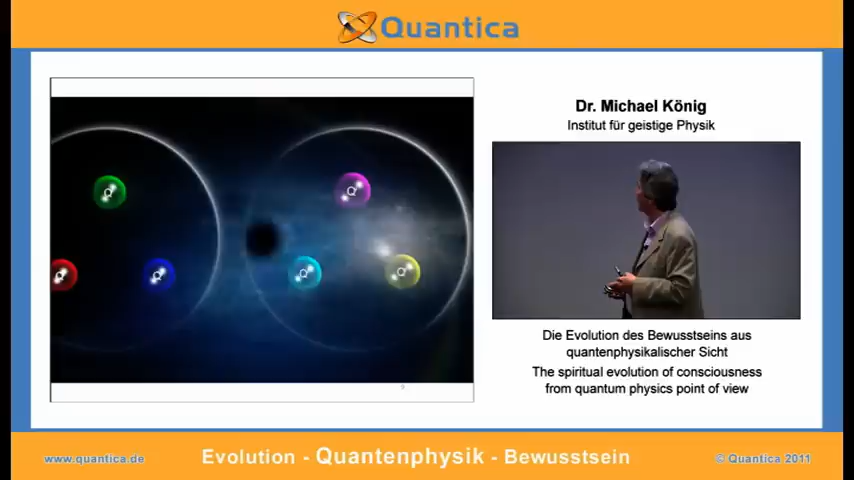 Quantica
Dr. Michael König
Institut für geistige Physik
Q
Q
Q
Q
Q
Q
Die Evolution des Bewusstseins aus
quantenphysikalischer Sicht
The spiritual evolution of consciousness
from quantum physics point of view
www.quantica.de
Evolution - Quantenphysik - Bewusstsein
© Quantica 2011